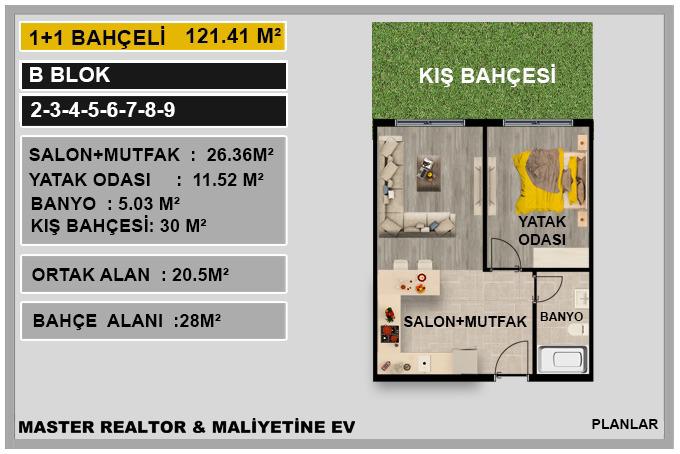 1+1 BAHÇELİ 121.41 M²
B BLOK
2-3-4-5-6-7-8-9
SALON+MUTFAK : 26.36M²
YATAK ODASI : 11.52 M²
BANYO : 5.03 M²
KIŞ BAHÇESİ: 30 M²
ORTAK ALAN : 20.5M²
BAHÇE ALANI :28M²
KIŞ BAHÇESİ
YATAK
ODASI
SALON+MUTFAK
BANYO
MASTER REALTOR & MALİYETİNE EV
PLANLAR